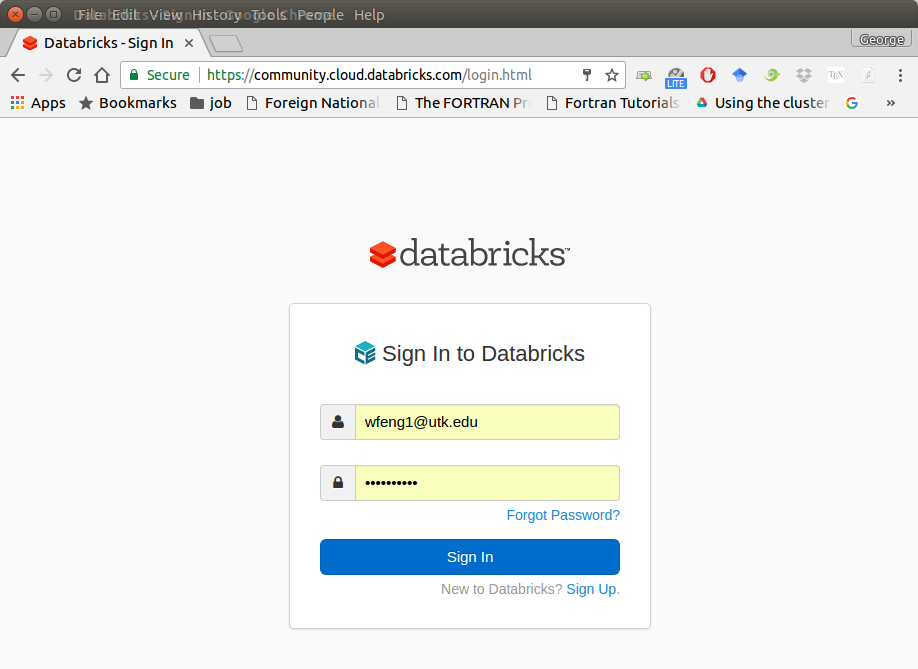 File Edit View History Tools People Help
Databricks - Sign In
George
Secure https://community.cloud.databricks.com/login.html
LITE
TEX
Apps Bookmarks job Foreign National The FORTRAN Pr Fortran Tutorials Using the cluster G »
databricks™
CE Sign In to Databricks
wfeng1@utk.edu
••••••••••
Forgot Password?
Sign In
New to Databricks? Sign Up.